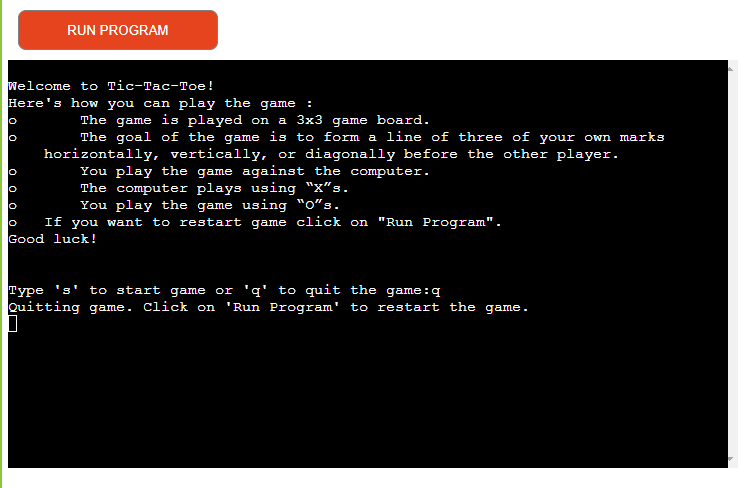 RUN PROGRAM
Welcome to Tic-Tac-Toe!
Here's how you can play the game :
o       The game is played on a 3x3 game board.
o       The goal of the game is to form a line of three of your own marks
    horizontally, vertically, or diagonally before the other player.
o       You play the game against the computer.
o       The computer plays using “X”s.
o       You play the game using “O”s.
o   If you want to restart game click on "Run Program".
Good luck!
Type 's' to start game or 'q' to quit the game:q
Quitting game. Click on 'Run Program' to restart the game.